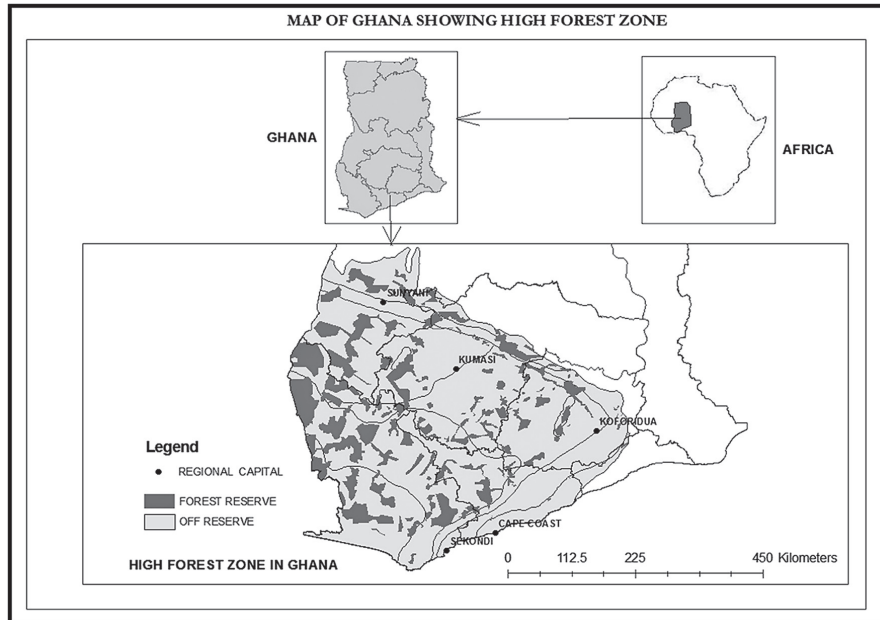 MAP OF GHANA SHOWING HIGH FOREST ZONE
GHANA
AFRICA
SUNYANI
KUMASI
KOFORIDUA
Legend
REGIONAL CAPITAL
FOREST RESERVE
OFF RESERVE
CAPE COAST
SEKONDI
HIGH FOREST ZONE IN GHANA
0 112.5 225 450 Kilometers